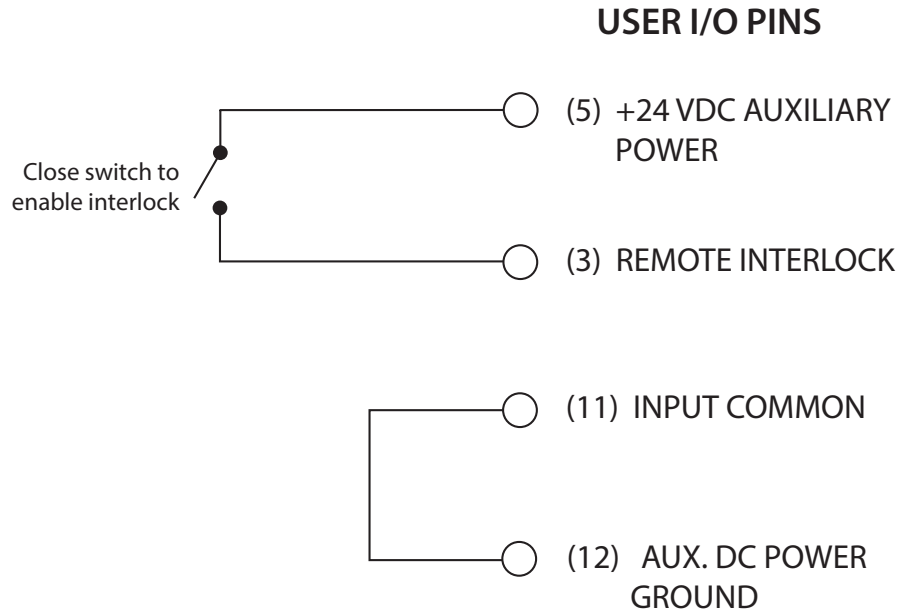 USER I/O PINS
(5) +24 VDC AUXILIARY
POWER
Close switch to
enable interlock
(3) REMOTE INTERLOCK
(11) INPUT COMMON
(12) AUX. DC POWER
GROUND